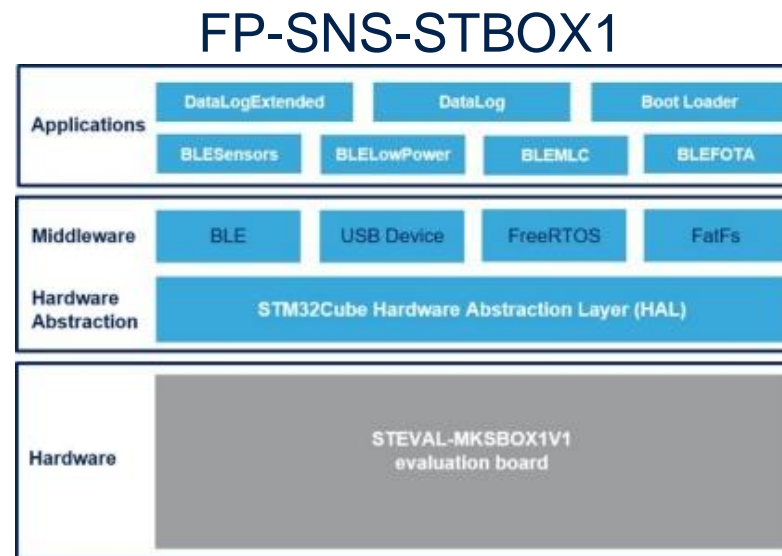 FP-SNS-STBOX1
Applications
DataLogExtended
DataLog
Boot Loader
BLESensors
BLELowPower
BLEMLC
BLEFOTA
Middleware
BLE
USB Device
FreeRTOS
FatFs
Hardware
Abstraction
STM32Cube Hardware Abstraction Layer (HAL)
Hardware
STEVAL-MKSBOX1V1
evaluation board